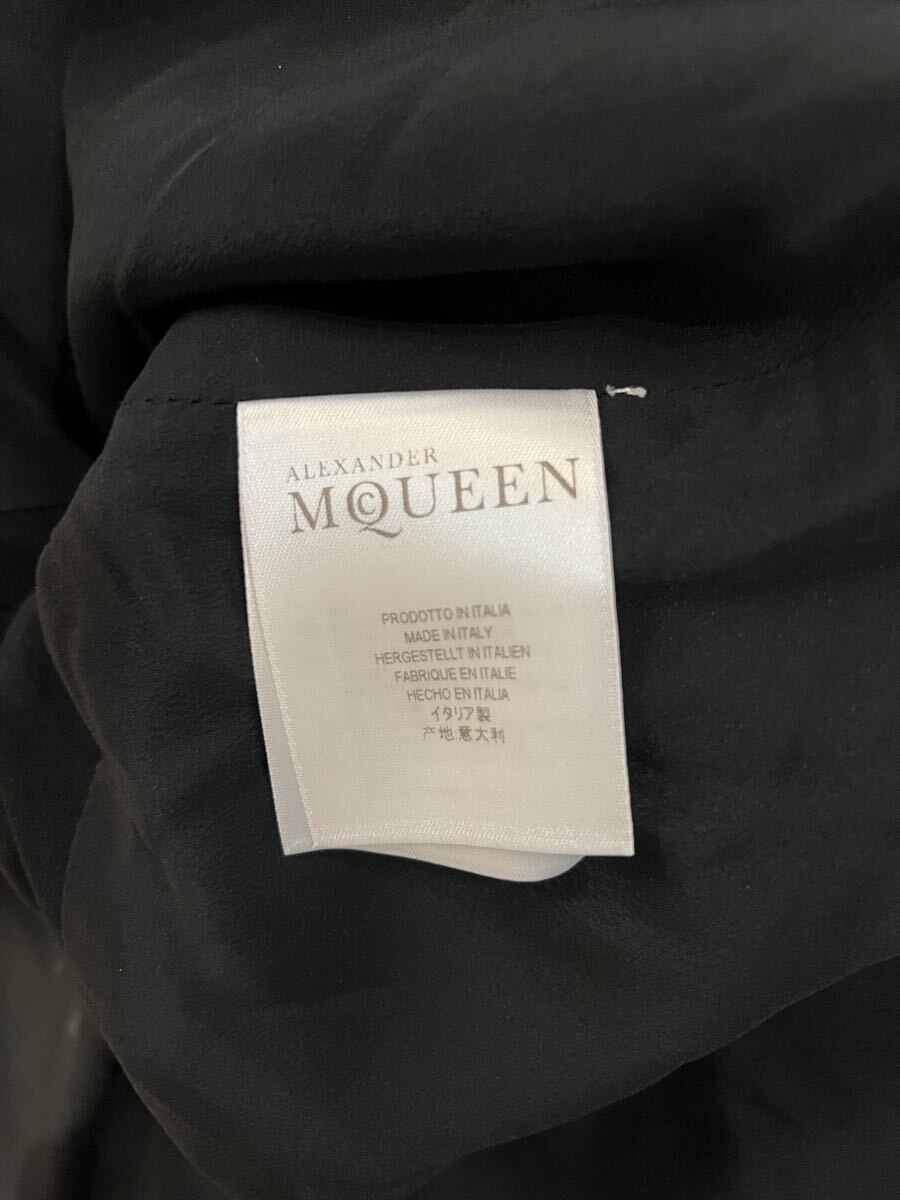 ALEXANDER
McQUEEN
PRODOTTO IN ITALIA
MADE IN ITALY
HERGESTELLT IN ITALIEN
FABRIQUE EN ITALIE
HECHO EN ITALIA
イタリア製
产地:意大利